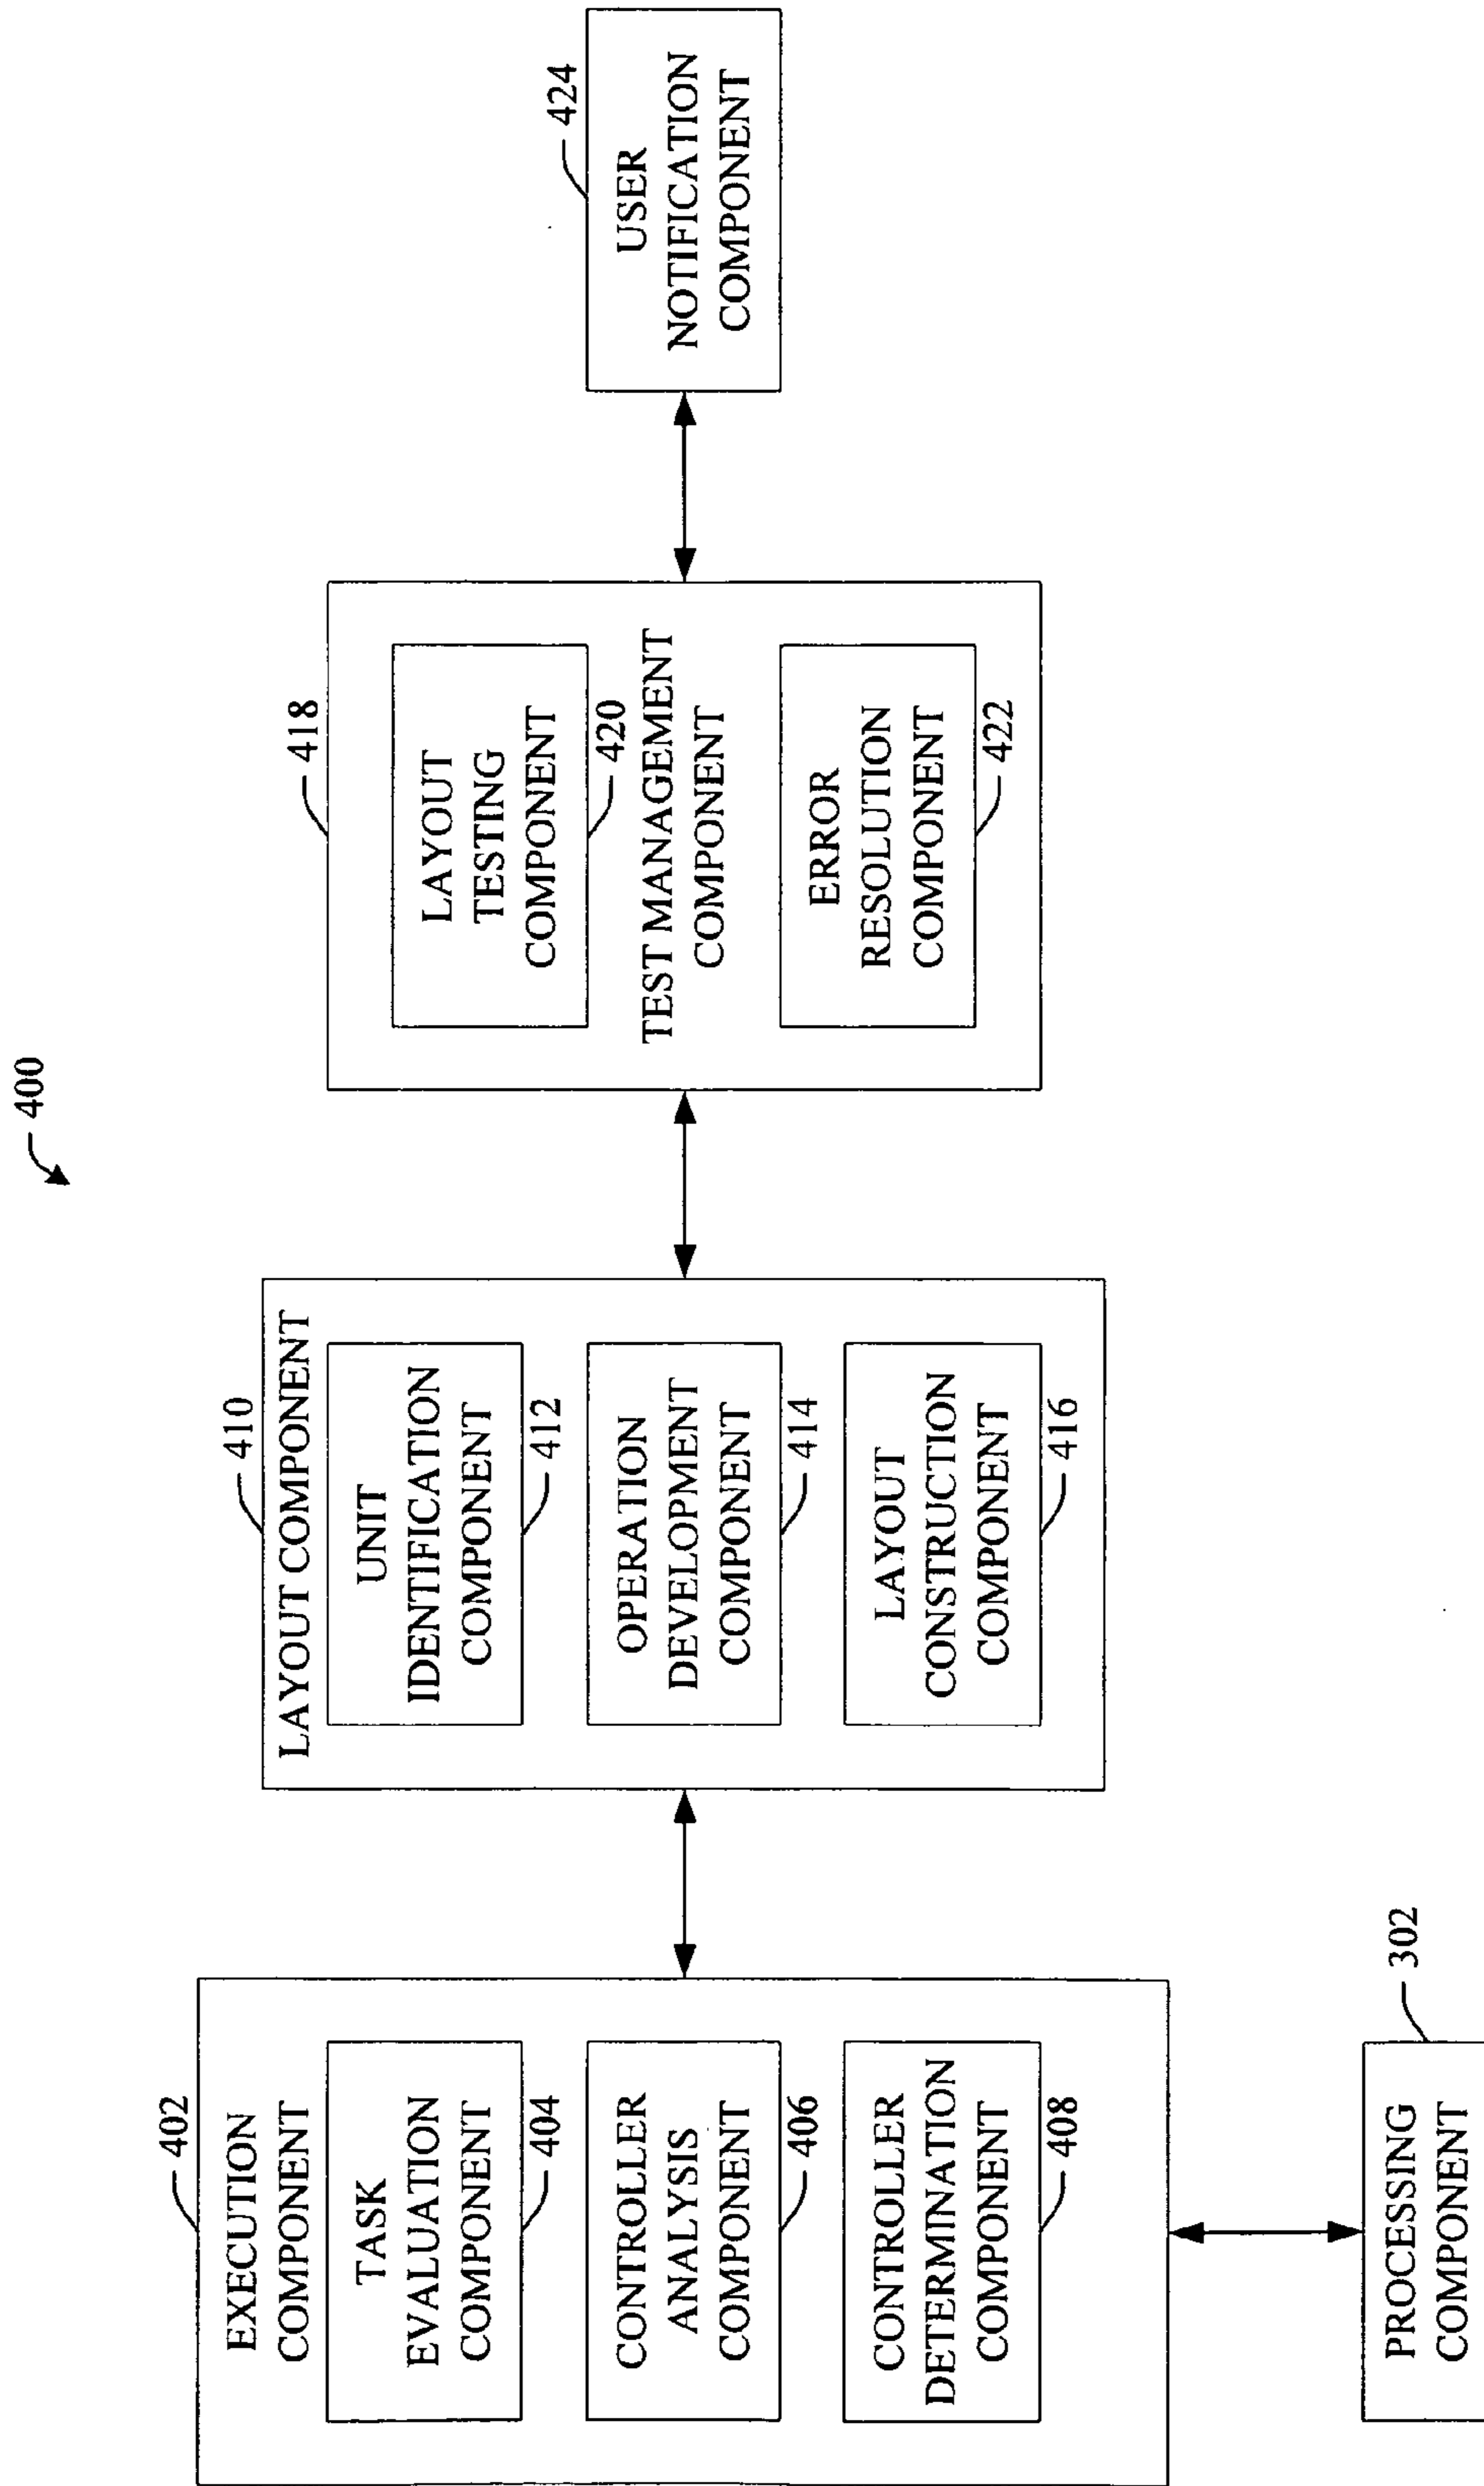 400
402
EXECUTION
COMPONENT
TASK
EVALUATION
COMPONENT
404
CONTROLLER
ANALYSIS
COMPONENT
406
CONTROLLER
DETERMINATION
COMPONENT
408
PROCESSING
COMPONENT
302
410
LAYOUT COMPONENT
UNIT
IDENTIFICATION
COMPONENT
412
OPERATION
DEVELOPMENT
COMPONENT
414
LAYOUT
CONSTRUCTION
COMPONENT
416
418
LAYOUT
TESTING
COMPONENT
420
TEST MANAGEMENT
COMPONENT
ERROR
RESOLUTION
COMPONENT
422
424
USER
NOTIFICATION
COMPONENT